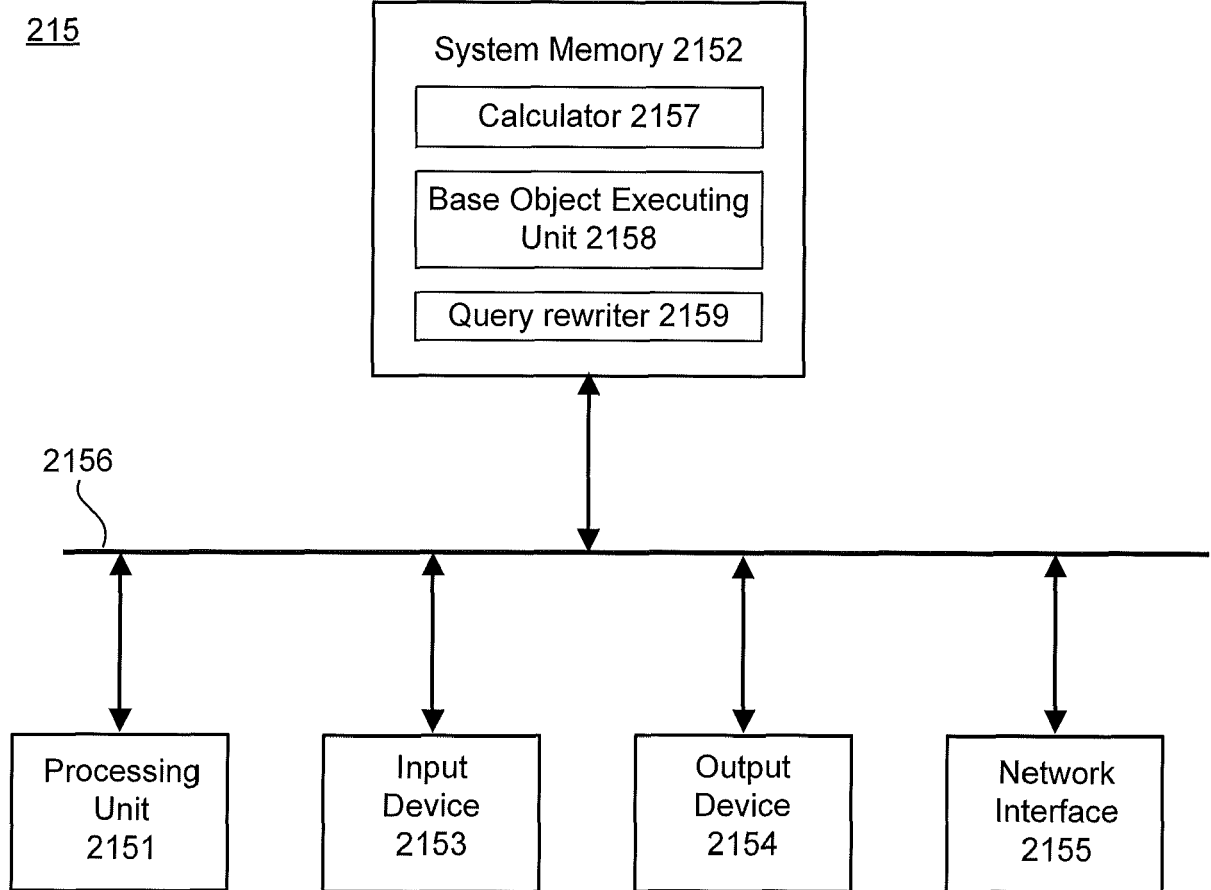 215
System Memory 2152
Calculator 2157
Base Object Executing
Unit 2158
Query rewriter 2159
2156
Processing
Unit
2151
Input
Device
2153
Output
Device
2154
Network
Interface
2155